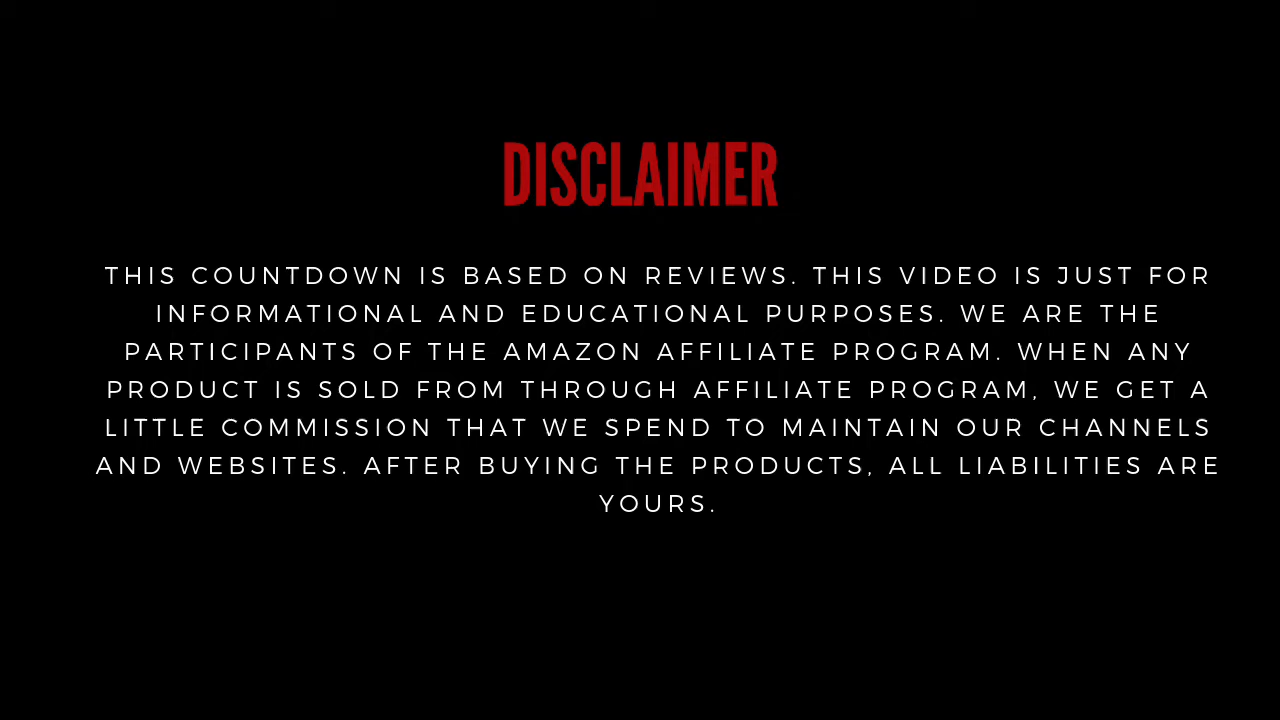 DISCLAIMER
THIS COUNTDOWN IS BASED ON REVIEWS. THIS VIDEO IS JUST FOR
INFORMATIONAL AND EDUCATIONAL PURPOSES. WE ARE THE
PARTICIPANTS OF THE AMAZON AFFILIATE PROGRAM. WHEN ANY
PRODUCT IS SOLD FROM THROUGH AFFILIATE PROGRAM, WE GET A
LITTLE COMMISSION THAT WE SPEND TO MAINTAIN OUR CHANNELS
AND WEBSITES. AFTER BUYING THE PRODUCTS, ALL LIABILITIES ARE
YOURS.